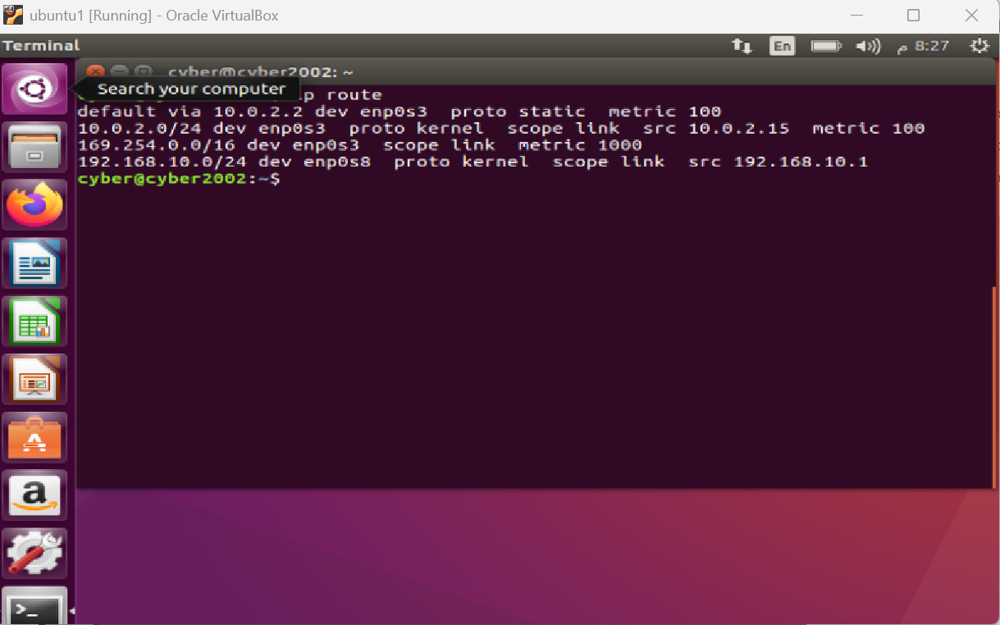 ubuntu1 [Running] - Oracle VirtualBox
Terminal
En
م 8:27
cyber@cyber2002: ~
Search your computer
route
default via 10.0.2.2 dev enp0s3  proto static  metric 100
10.0.2.0/24 dev enp0s3  proto kernel  scope link  src 10.0.2.15  metric 100
169.254.0.0/16 dev enp0s3  scope link  metric 1000
192.168.10.0/24 dev enp0s8  proto kernel  scope link  src 192.168.10.1
cyber@cyber2002:~$